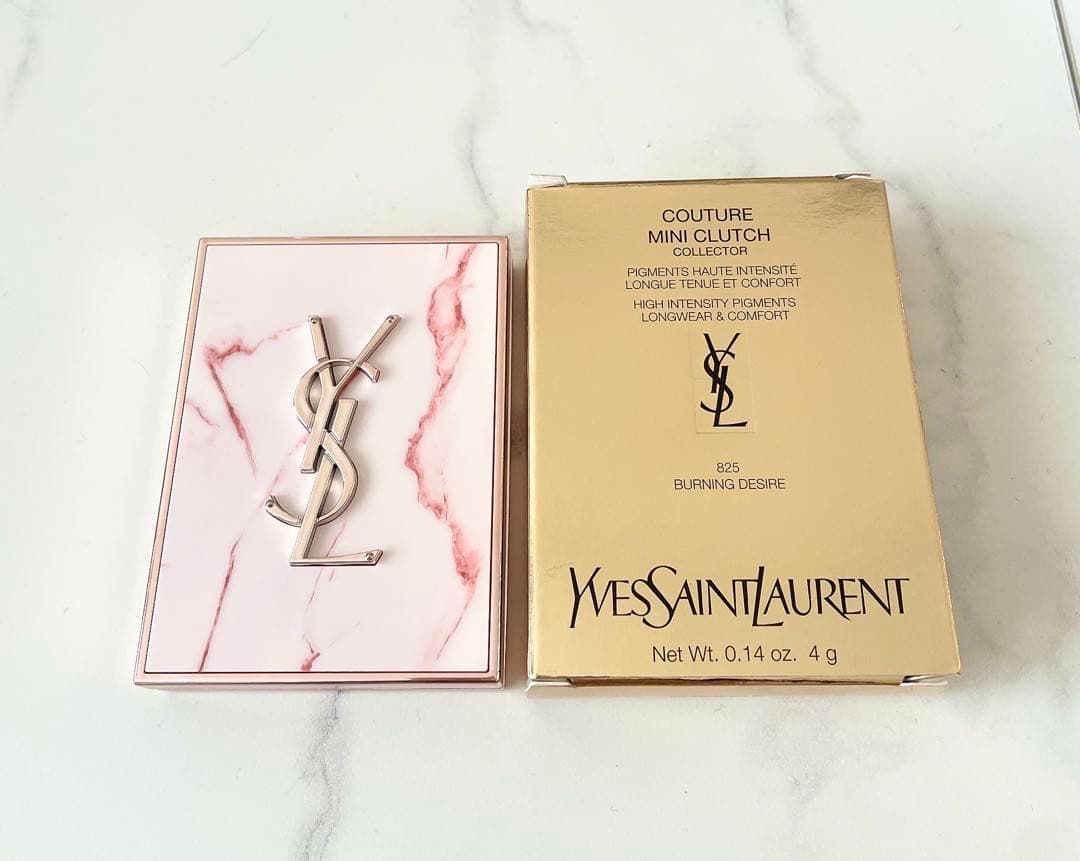 YSL
COUTURE
MINI CLUTCH
COLLECTOR
PIGMENTS HAUTE INTENSITÉ
LONGUE TENUE ET CONFORT
HIGH INTENSITY PIGMENTS
LONGWEAR & COMFORT
YSL
825
BURNING DESIRE
YVESSAINTLAURENT
Net Wt. 0.14 oz. 4 g